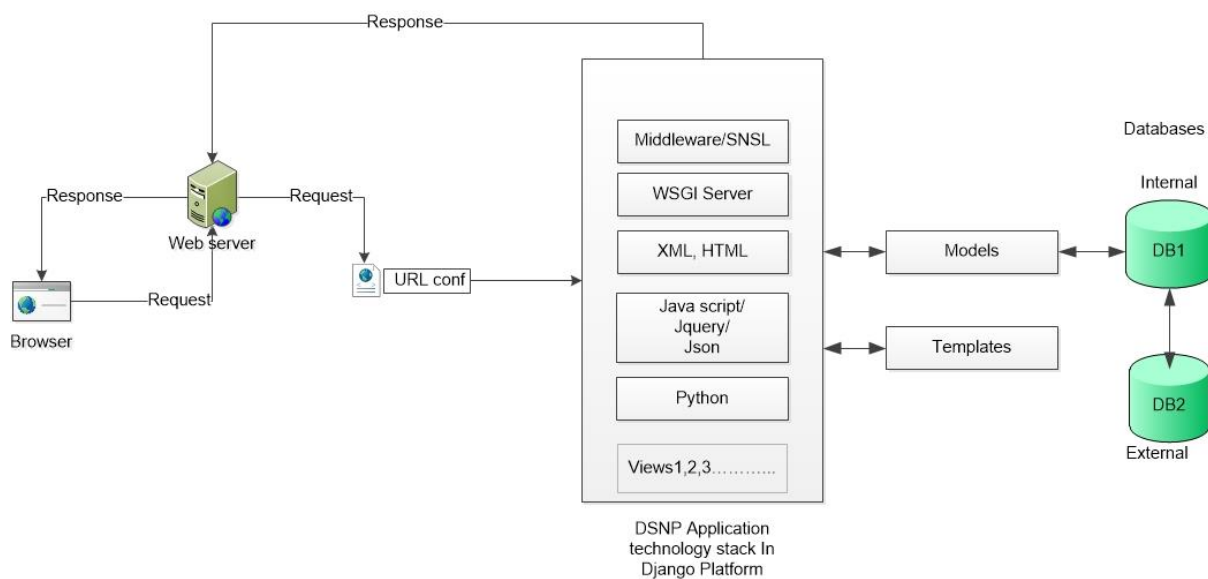 Response
Middleware/SNSL
Databases
WSGI Server
Internal
Response
Request
Web server
XML, HTML
Models
DB1
URL conf
Request
Java script/
Jquery/
Json
Browser
Templates
Python
DB2
External
Views1,2,3………...
DSNP Application
technology stack In
Django Platform